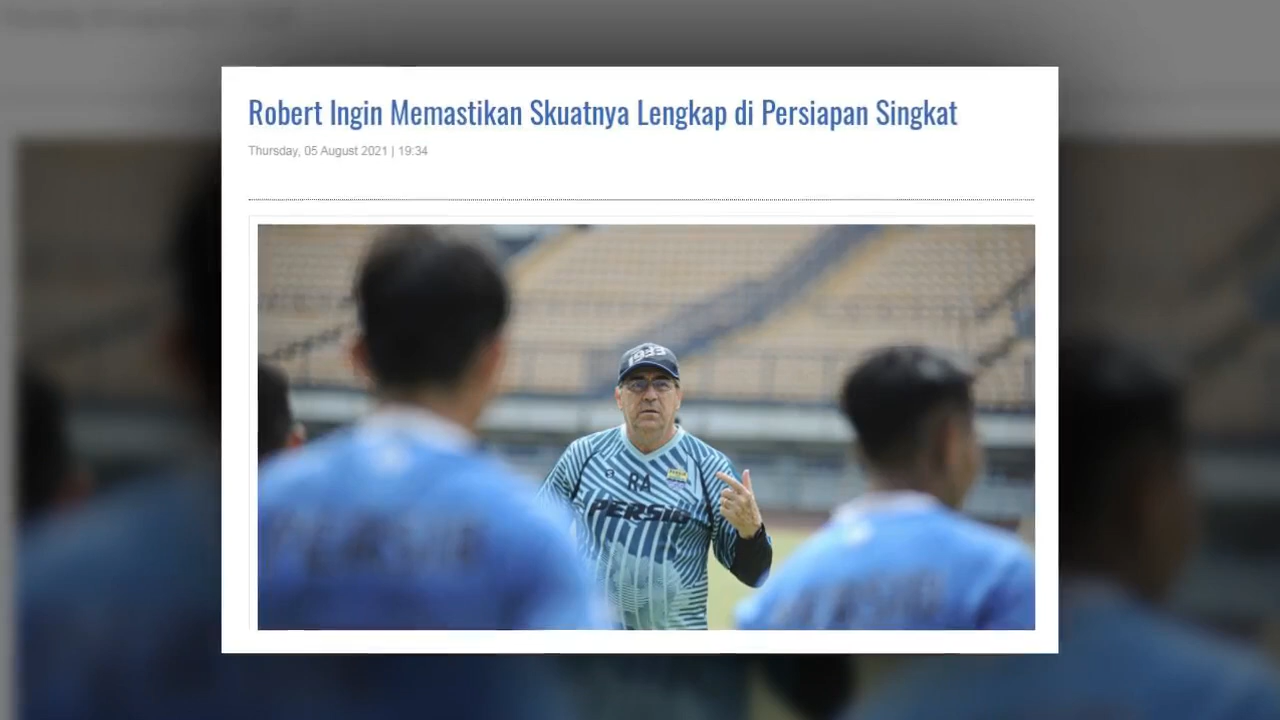 Robert Ingin Memastikan Skuatnya Lengkap di Persiapan Singkat
Thursday, 05 August 2021 | 19:34
1933
RA
PERSIB